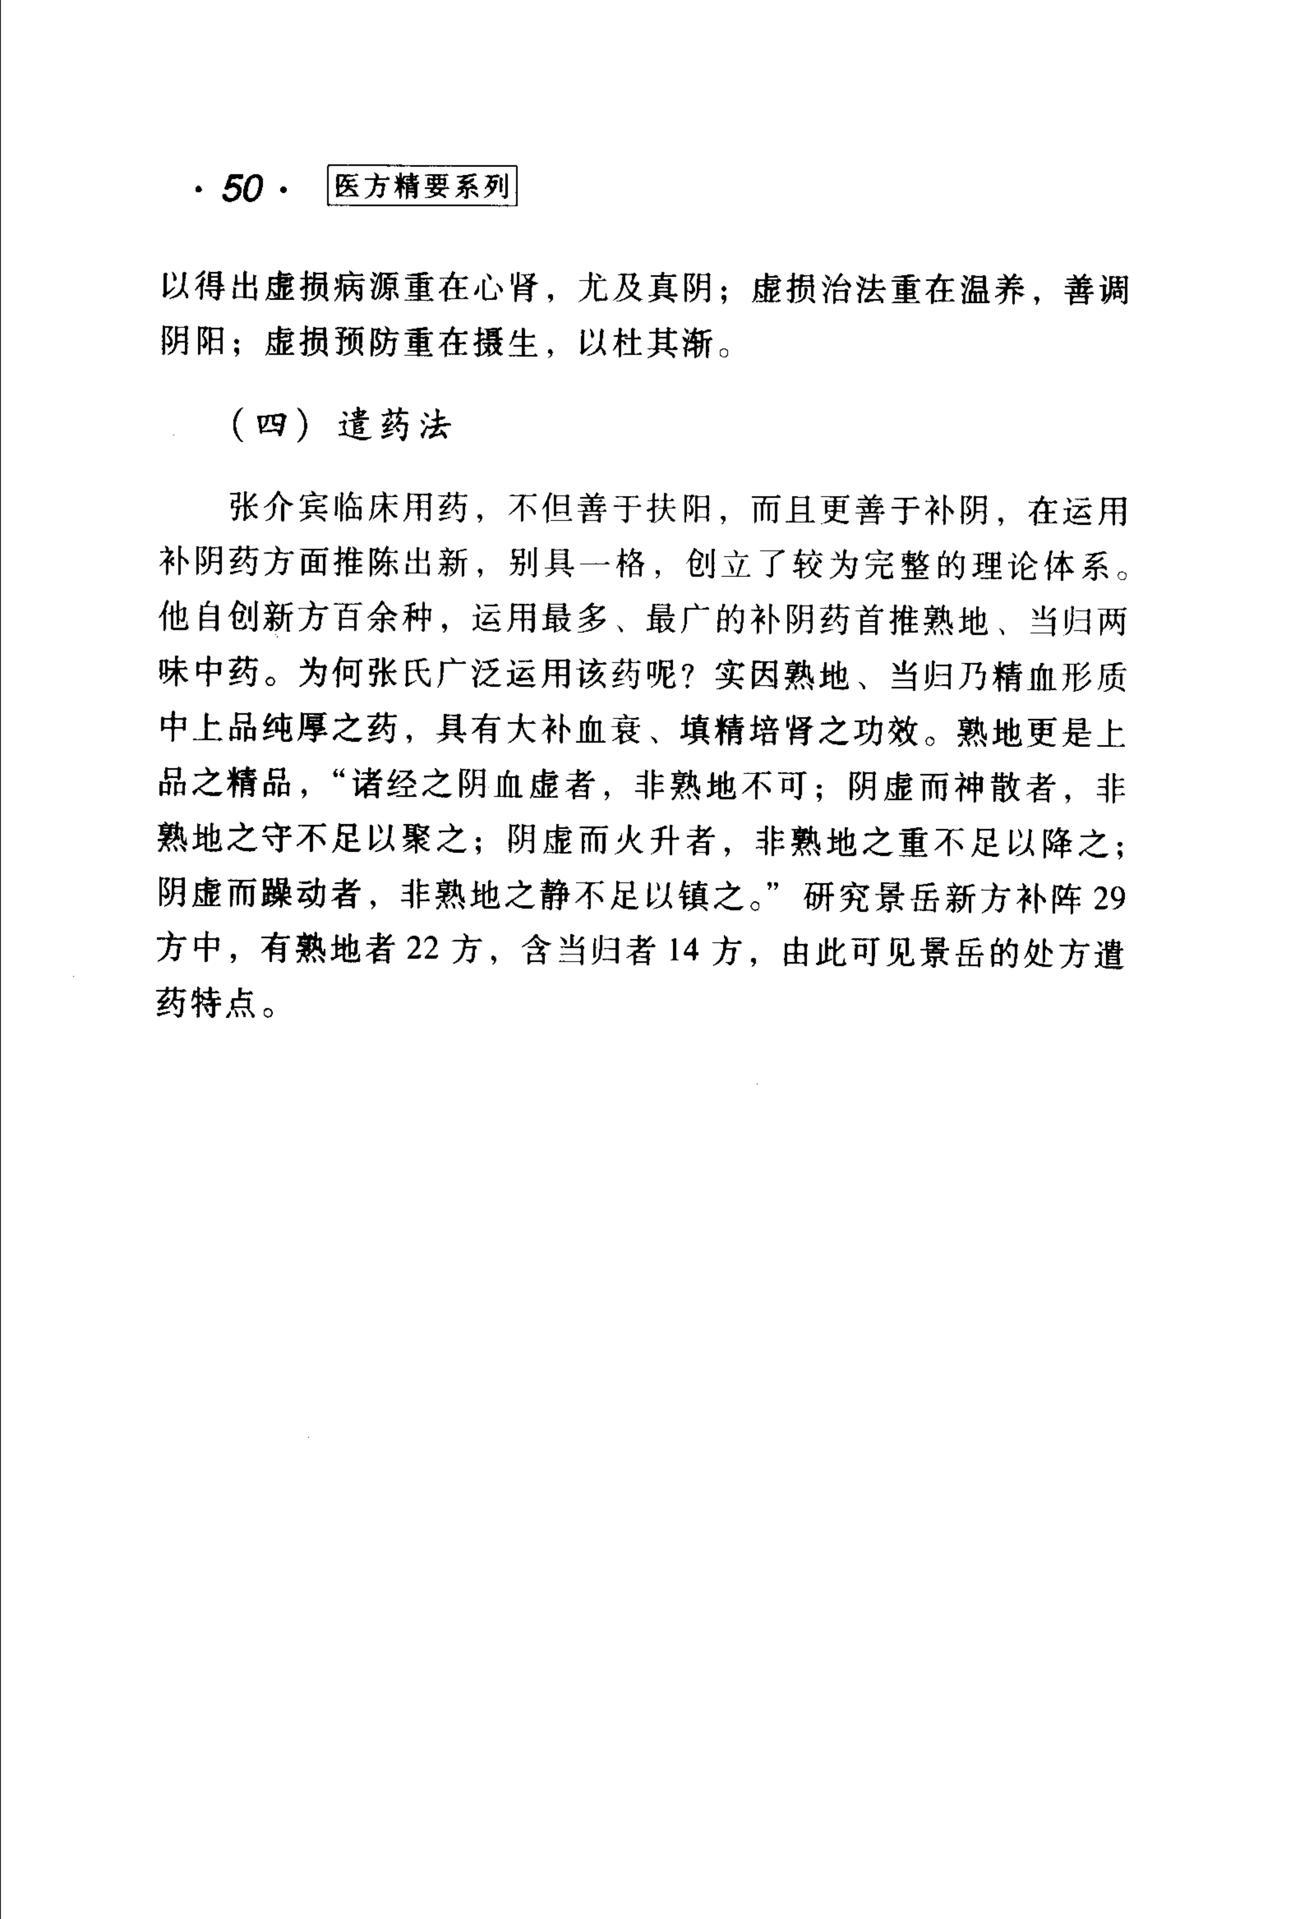 · 50 · 医方精要系列
以得出虚损病源重在心肾，尤及真阴；虚损治法重在温养，善调
阴阳；虚损预防重在摄生，以杜其渐。
（四）遣药法
张介宾临床用药，不但善于扶阳，而且更善于补阴，在运用
补阴药方面推陈出新，别具一格，创立了较为完整的理论体系。
他自创新方百余种，运用最多、最广的补阴药首推熟地、当归两
味中药。为何张氏广泛运用该药呢？实因熟地、当归乃精血形质
中上品纯厚之药，具有大补血衰、填精培肾之功效。熟地更是上
品之精品，“诸经之阴血虚者，非熟地不可；阴虚而神散者，非
熟地之守不足以聚之；阴虚而火升者，非熟地之重不足以降之；
阴虚而躁动者，非熟地之静不足以镇之。”研究景岳新方补阵 29
方中，有熟地者 22 方，含当归者 14 方，由此可见景岳的处方遣
药特点。